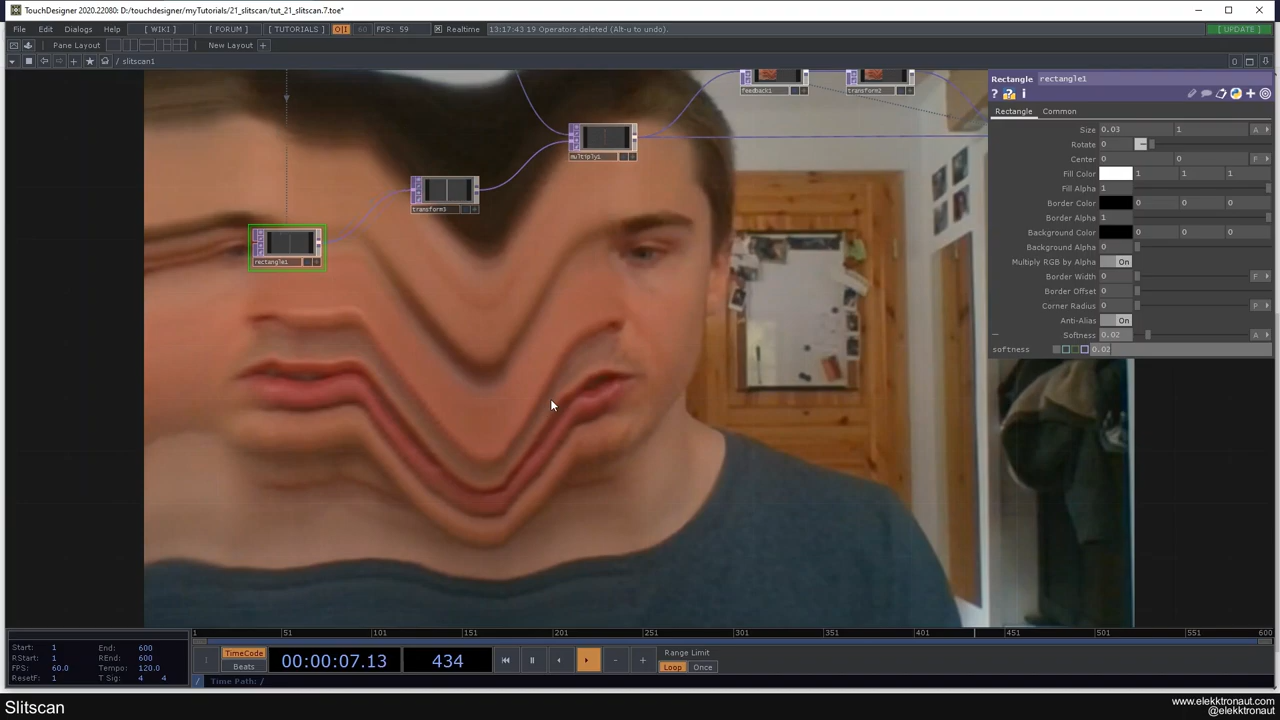 TouchDesigner 2020.22080: D:/touchdesigner/myTutorials/21_slitscan/tut_21_slitscan.7.toe*
File Edit Dialogs Help [ WIKI ] [ FORUM ] [ TUTORIALS ] O|I 60 FPS: 59 Realtime 13:17:43 19 Operators deleted (Alt-u to undo). [ UPDATE ]
Pane Layout New Layout +
/ slitscan1 0
Rectangle rectangle1
? i
Rectangle Common
Size 0.03 1 A
Rotate 0
Center 0 0 F
Fill Color 1 1 1
Fill Alpha 1
Border Color 0 0 0
Border Alpha 1
Background Color 0 0 0
Background Alpha 0
Multiply RGB by Alpha On
Border Width 0 F
Border Offset 0
Corner Radius 0 P
Anti-Alias On
Softness 0.02 A
softness 0.02
feedback1 transform2
multiply1
transform3
rectangle1
1 51 101 151 201 251 301 351 401 451 501 551 600
Start: 1 End: 600
RStart: 1 REnd: 600
FPS: 60.0 Tempo: 120.0
ResetF: 1 T Sig: 4 4
TimeCode
Beats
00:00:07.13 434
Range Limit
Loop Once
/ Time Path: /
Slitscan
www.elekktronaut.com
@elekktronaut